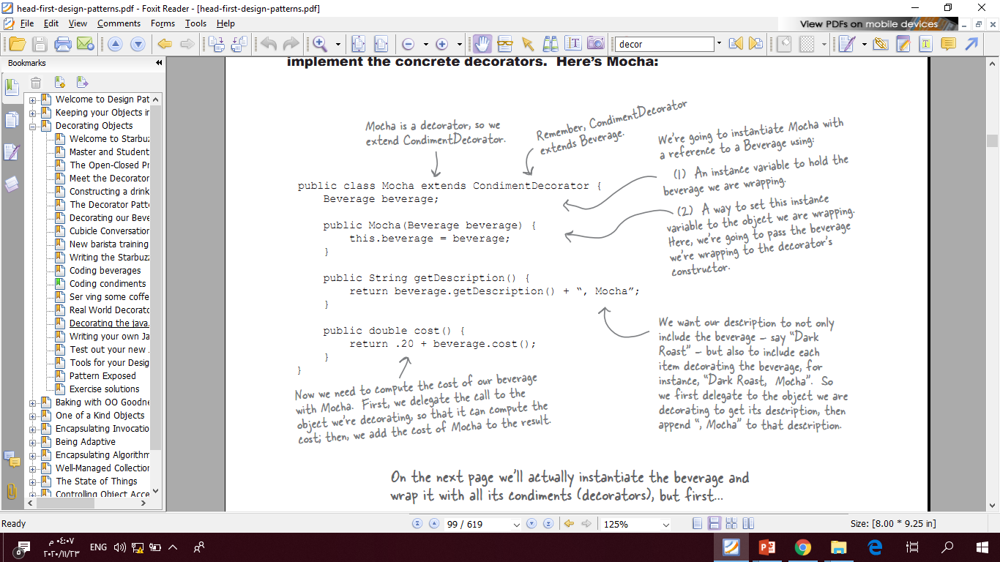 head-first-design-patterns.pdf - Foxit Reader - [head-first-design-patterns.pdf]
File Edit View Comments Forms Tools Help
View PDFs on mobile devices
decor
Bookmarks
Welcome to Design Pat
Keeping your Objects in
Decorating Objects
Welcome to Starbuz
Master and Student
The Open-Closed Pr
Meet the Decorator
Constructing a drink
The Decorator Patt
Decorating our Beve
Cubicle Conversation
New barista training
Writing the Starbuzz
Coding beverages
Coding condiments
Ser ving some coffe
Real World Decorato
Decorating the java.
Writing your own Ja
Test out your new
Tools for your Desig
Pattern Exposed
Exercise solutions
Baking with OO Goodne
One of a Kind Objects
Encapsulating Invocatio
Being Adaptive
Encapsulating Algorithm
Well-Managed Collection
The State of Things
Controlling Object Acce
implement the concrete decorators. Here's Mocha:
Mocha is a decorator, so we
extend CondimentDecorator.
Remember, CondimentDecorator
extends Beverage.
We're going to instantiate Mocha with
a reference to a Beverage using:
(1) An instance variable to hold the
beverage we are wrapping.
(2) A way to set this instance
variable to the object we are wrapping.
Here, we're going to pass the beverage
we're wrapping to the decorator's
constructor.
public class Mocha extends CondimentDecorator {
Beverage beverage;
public Mocha(Beverage beverage) {
this.beverage = beverage;
}
public String getDescription() {
return beverage.getDescription() + “, Mocha”;
}
public double cost() {
return .20 + beverage.cost();
}
}
We want our description to not only
include the beverage – say “Dark
Roast” – but also to include each
item decorating the beverage, for
instance, “Dark Roast, Mocha”. So
we first delegate to the object we are
decorating to get its description, then
append “, Mocha” to that description.
Now we need to compute the cost of our beverage
with Mocha. First, we delegate the call to the
object we're decorating, so that it can compute the
cost; then, we add the cost of Mocha to the result.
On the next page we'll actually instantiate the beverage and
wrap it with all its condiments (decorators), but first...
Ready
99 / 619
125%
Size: [8.00 * 9.25 in]
٥
٠٤:٠٧ م
٢٠٢٠/١١/٢٣
ENG